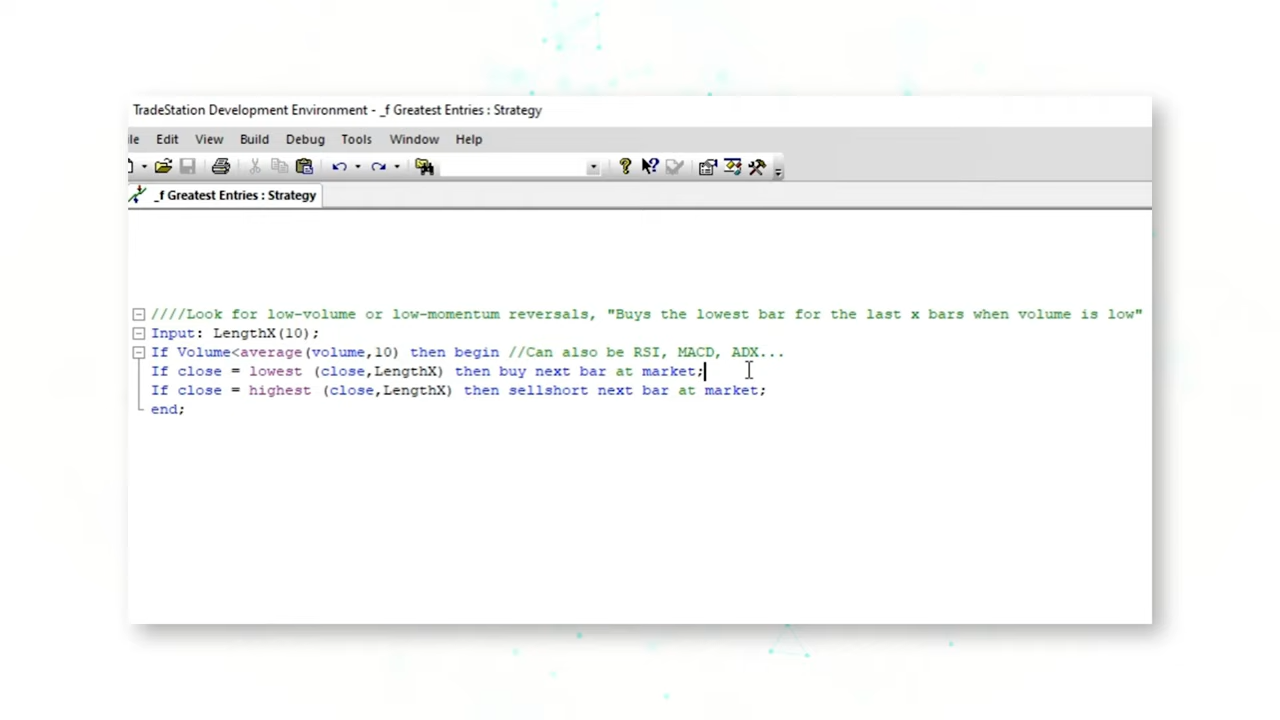 TradeStation Development Environment - _f Greatest Entries : Strategy
ile Edit View Build Debug Tools Window Help
_f Greatest Entries : Strategy
////Look for low-volume or low-momentum reversals, "Buys the lowest bar for the last x bars when volume is low"
Input: LengthX(10);
If Volume<average(volume,10) then begin //Can also be RSI, MACD, ADX...
If close = lowest (close,LengthX) then buy next bar at market;
If close = highest (close,LengthX) then sellshort next bar at market;
end;